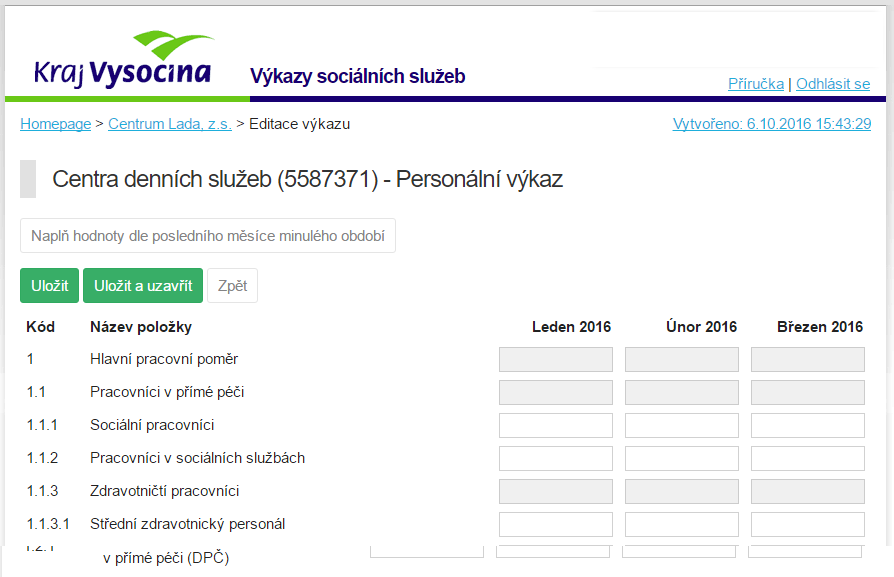 Kraj Vysočina
Výkazy sociálních služeb
Příručka | Odhlásit se
Homepage > Centrum Lada, z.s. > Editace výkazu
Vytvořeno: 6.10.2016 15:43:29
Centra denních služeb (5587371) - Personální výkaz
Naplň hodnoty dle posledního měsíce minulého období
Uložit Uložit a uzavřít Zpět
Kód Název položky Leden 2016 Únor 2016 Březen 2016
1 Hlavní pracovní poměr
1.1 Pracovníci v přímé péči
1.1.1 Sociální pracovníci
1.1.2 Pracovníci v sociálních službách
1.1.3 Zdravotničtí pracovníci
1.1.3.1 Střední zdravotnický personál
v přímé péči (DPČ)